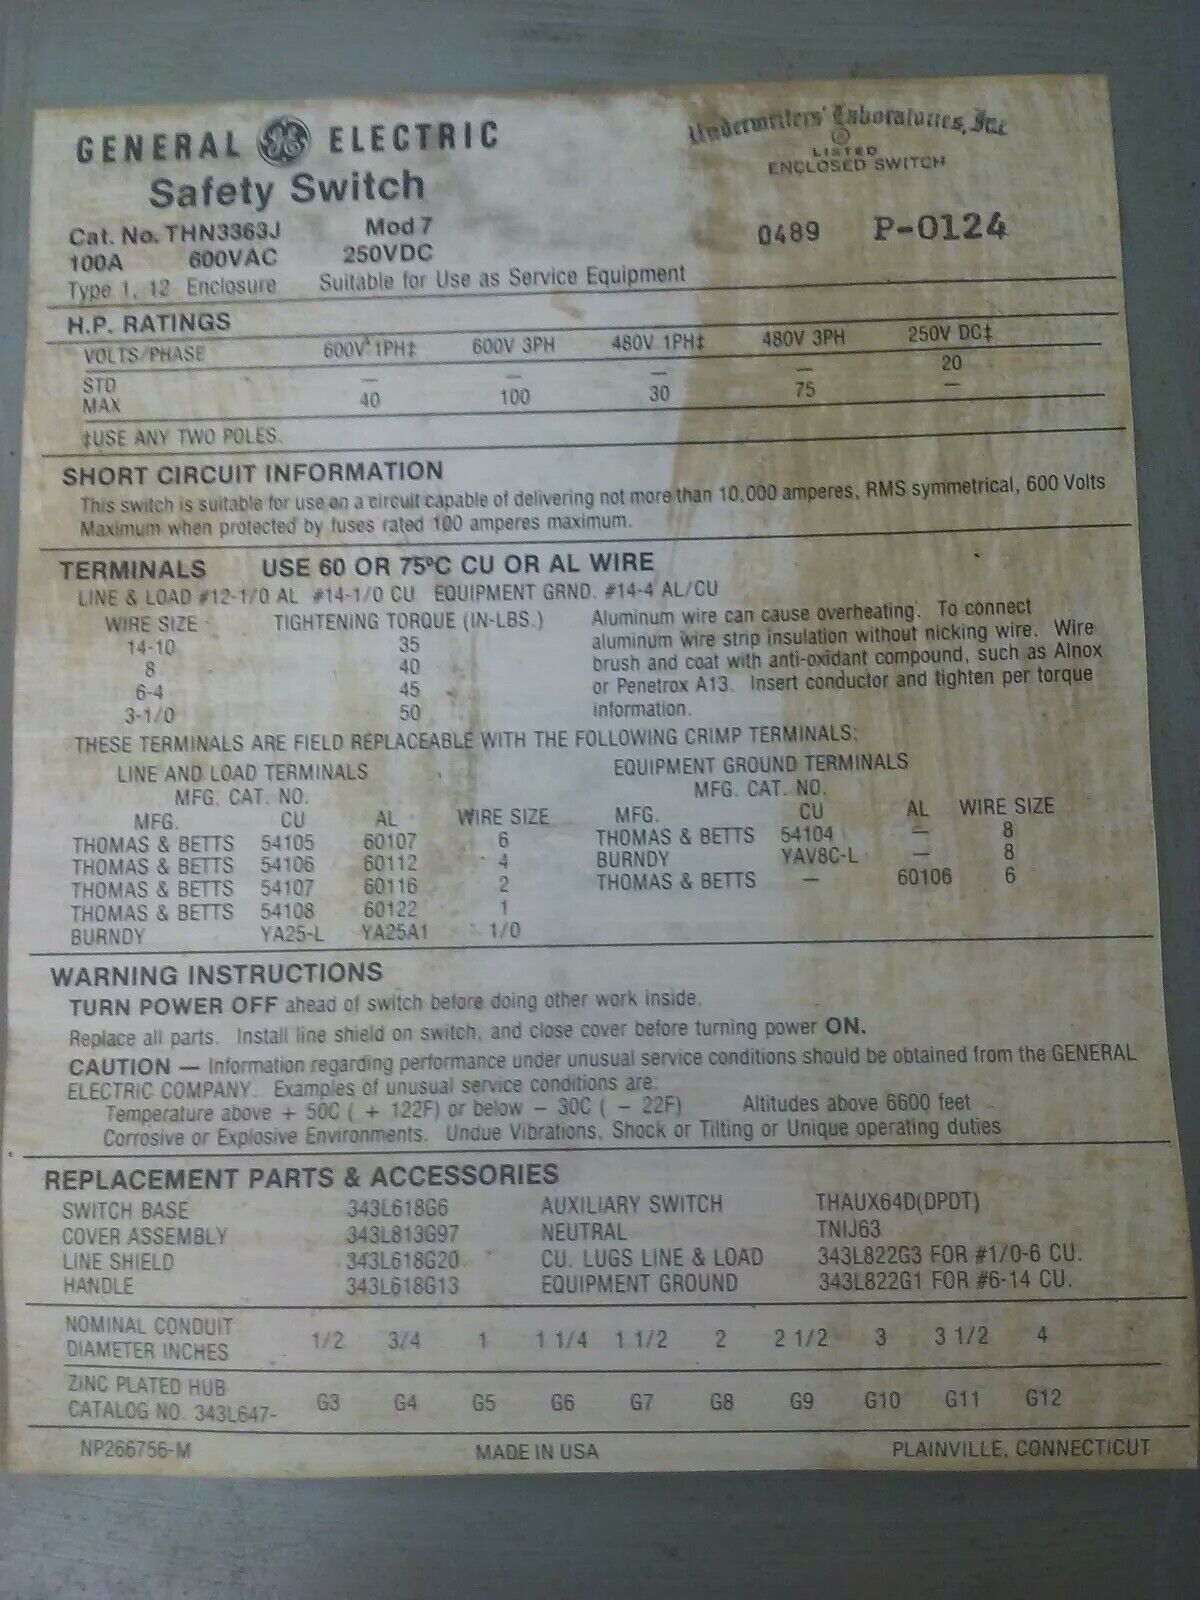 GENERAL GE ELECTRIC
Safety Switch
Underwriters' Laboratories, Inc.
LISTED
ENCLOSED SWITCH
Cat. No. THN3363J Mod 7
0489 P-0124
100A 600VAC 250VDC
Type 1, 12 Enclosure Suitable for Use as Service Equipment
H.P. RATINGS
VOLTS/PHASE 600V 1PH‡ 600V 3PH 480V 1PH‡ 480V 3PH 250V DC‡
STD — — — — 20
MAX 40 100 30 75 —
‡USE ANY TWO POLES.
SHORT CIRCUIT INFORMATION
This switch is suitable for use on a circuit capable of delivering not more than 10,000 amperes, RMS symmetrical, 600 Volts
Maximum when protected by fuses rated 100 amperes maximum.
TERMINALS USE 60 OR 75°C CU OR AL WIRE
LINE & LOAD #12-1/0 AL #14-1/0 CU EQUIPMENT GRND. #14-4 AL/CU
WIRE SIZE TIGHTENING TORQUE (IN-LBS.)
14-10 35
8 40
6-4 45
3-1/0 50
Aluminum wire can cause overheating. To connect
aluminum wire strip insulation without nicking wire. Wire
brush and coat with anti-oxidant compound, such as Alnox
or Penetrox A13. Insert conductor and tighten per torque
information.
THESE TERMINALS ARE FIELD REPLACEABLE WITH THE FOLLOWING CRIMP TERMINALS:
LINE AND LOAD TERMINALS
MFG. CAT. NO.
MFG. CU AL WIRE SIZE
THOMAS & BETTS 54105 60107 6
THOMAS & BETTS 54106 60112 4
THOMAS & BETTS 54107 60116 2
THOMAS & BETTS 54108 60122 1
BURNDY YA25-L YA25A1 1/0
EQUIPMENT GROUND TERMINALS
MFG. CAT. NO.
MFG. CU AL WIRE SIZE
THOMAS & BETTS 54104 — 8
BURNDY YAV8C-L — 8
THOMAS & BETTS — 60106 6
WARNING INSTRUCTIONS
TURN POWER OFF ahead of switch before doing other work inside.
Replace all parts. Install line shield on switch, and close cover before turning power ON.
CAUTION — Information regarding performance under unusual service conditions should be obtained from the GENERAL
ELECTRIC COMPANY. Examples of unusual service conditions are:
Temperature above + 50C ( + 122F) or below − 30C ( − 22F) Altitudes above 6600 feet
Corrosive or Explosive Environments. Undue Vibrations, Shock or Tilting or Unique operating duties
REPLACEMENT PARTS & ACCESSORIES
SWITCH BASE 343L618G6 AUXILIARY SWITCH THAUX64D(DPDT)
COVER ASSEMBLY 343L813G97 NEUTRAL TNIJ63
LINE SHIELD 343L618G20 CU. LUGS LINE & LOAD 343L822G3 FOR #1/0-6 CU.
HANDLE 343L618G13 EQUIPMENT GROUND 343L822G1 FOR #6-14 CU.
NOMINAL CONDUIT
DIAMETER INCHES 1/2 3/4 1 1 1/4 1 1/2 2 2 1/2 3 3 1/2 4
ZINC PLATED HUB
CATALOG NO. 343L647- G3 G4 G5 G6 G7 G8 G9 G10 G11 G12
NP266756-M MADE IN USA PLAINVILLE, CONNECTICUT